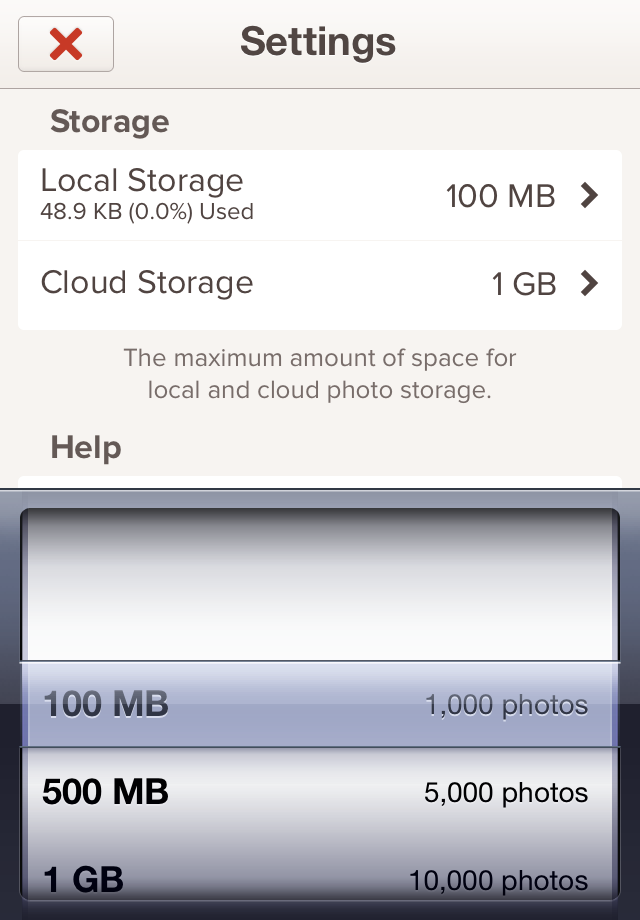 Settings
Storage
Local Storage
48.9 KB (0.0%) Used
100 MB
Cloud Storage
1 GB
The maximum amount of space for
local and cloud photo storage.
Help
100 MB 1,000 photos
500 MB 5,000 photos
1 GB 10,000 photos